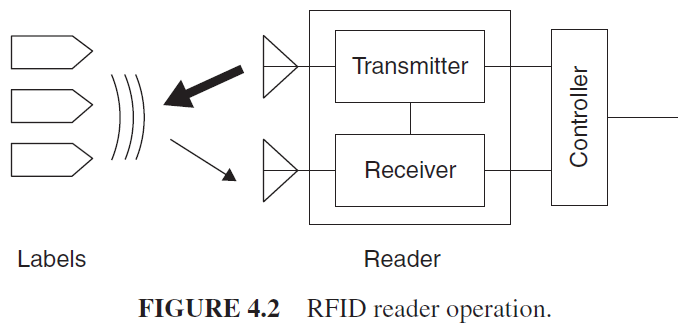 Transmitter
Receiver
Controller
Labels
Reader
FIGURE 4.2 RFID reader operation.